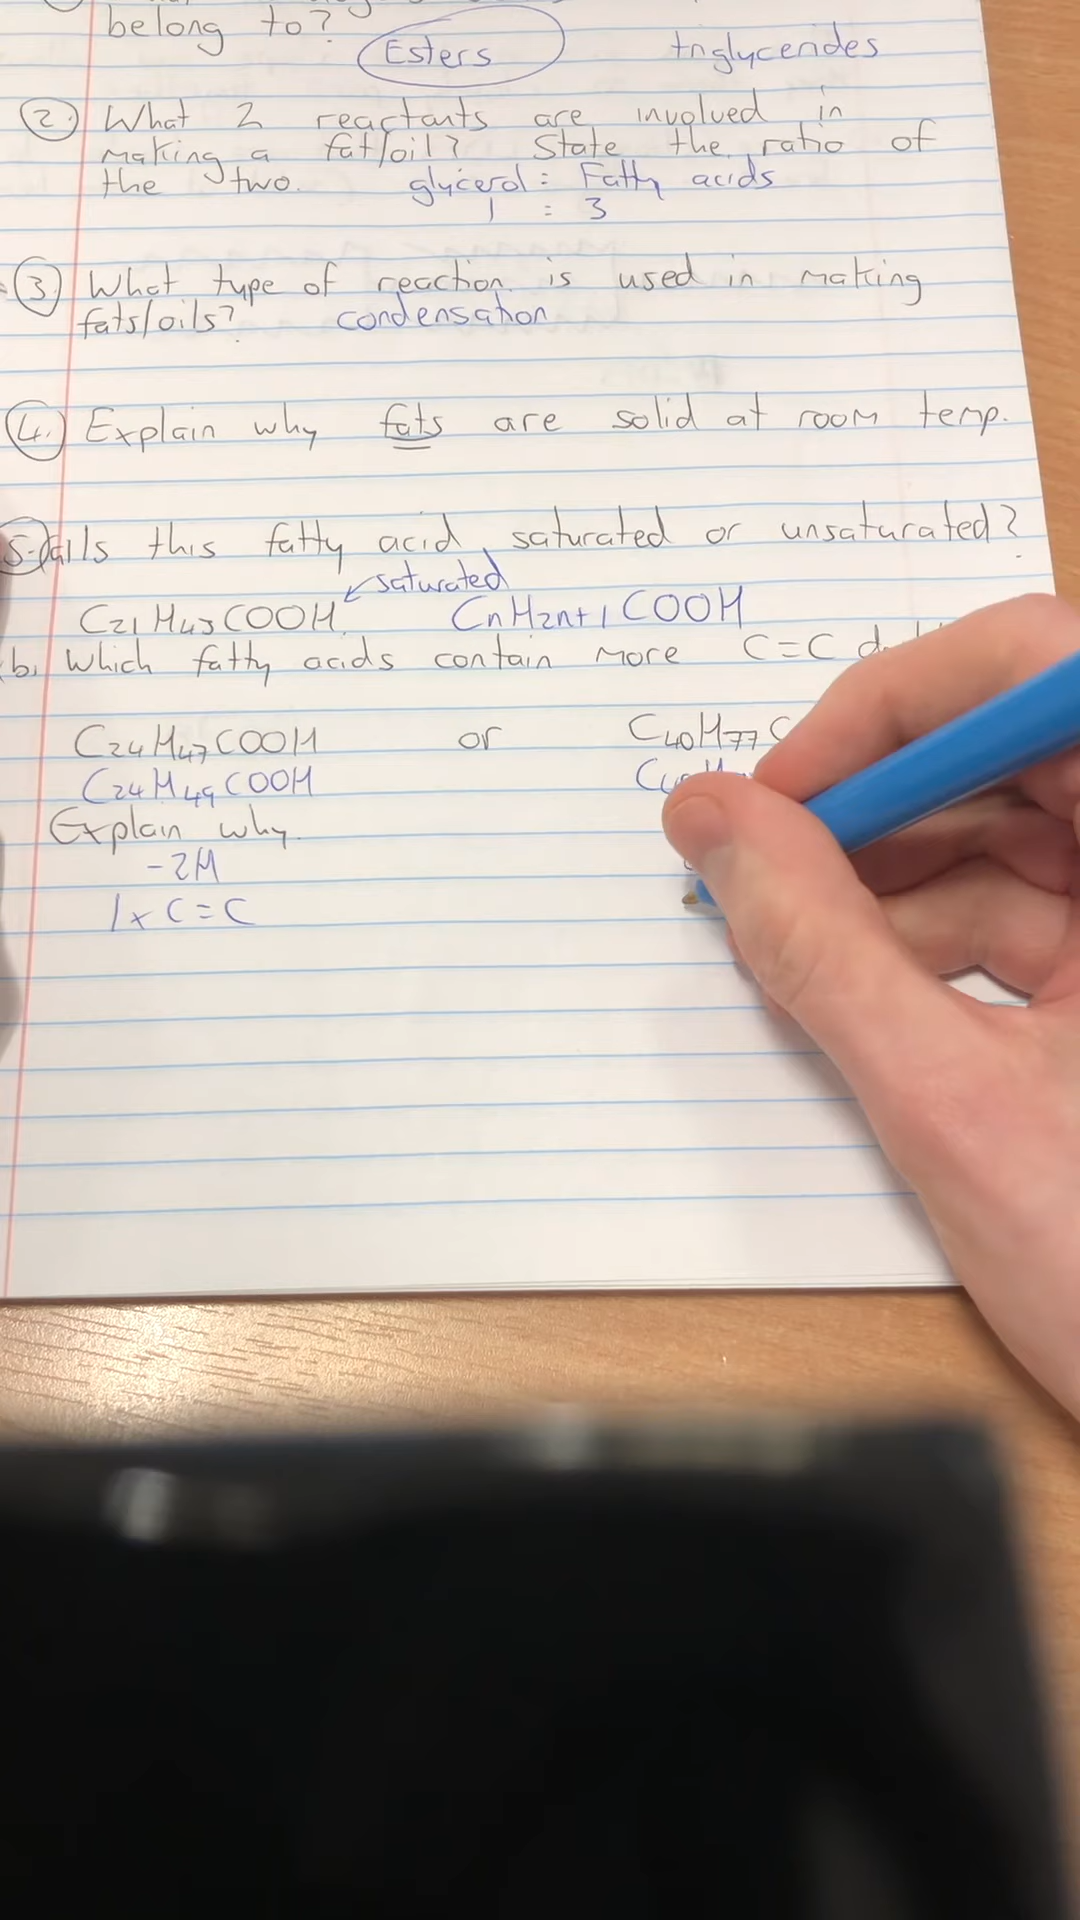 belong to?
Esters triglycerides
2. What 2 reactants are involved in
making a fat/oil? State the ratio of
the two. glycerol : Fatty acids
1 : 3
3. What type of reaction is used in making
fats/oils? condensation
4. Explain why fats are solid at room temp.
5. a Is this fatty acid saturated or unsaturated?
saturated
C21H43COOH. CnH2n+1COOH
b. Which fatty acids contain more C=C
C24H47COOH or C40H77C
C24H49COOH
Explain why.
-2H
1x C=C